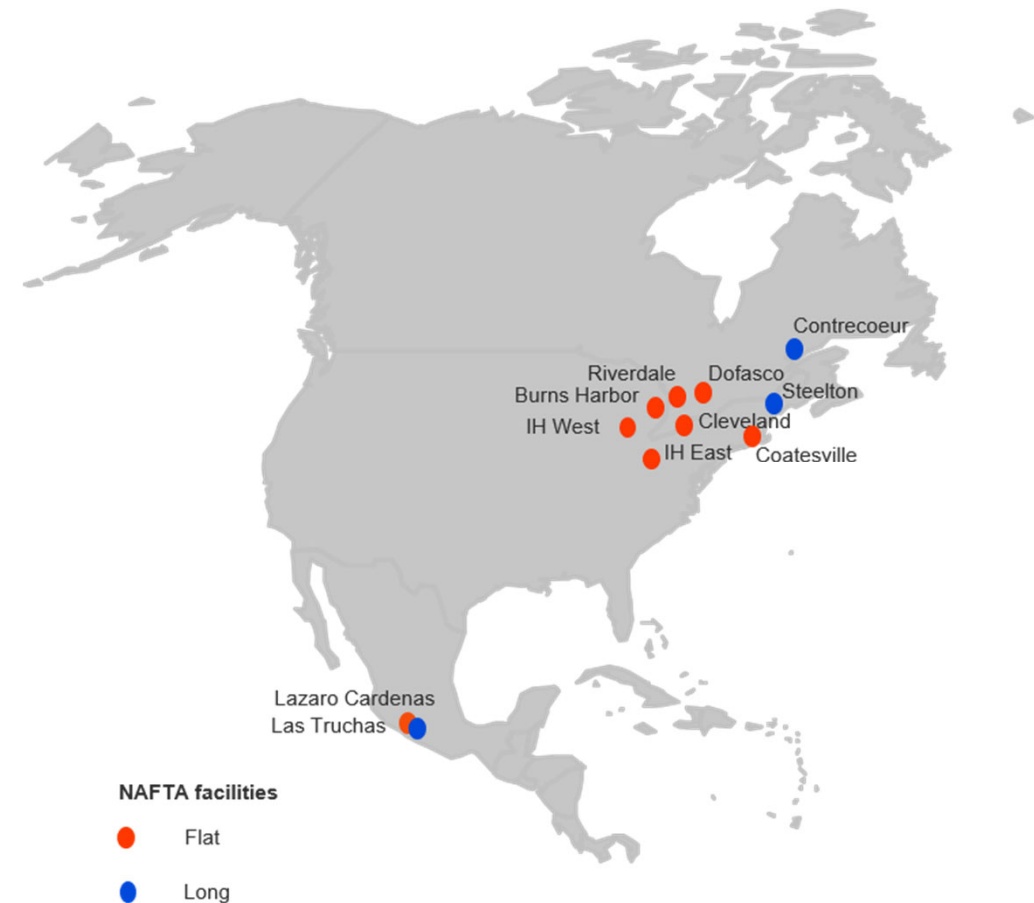 Contrecoeur
Riverdale
Dofasco
Burns Harbor
Steelton
IH West
Cleveland
IH East
Coatesville
Lazaro Cardenas
Las Truchas
NAFTA facilities
Flat
Long